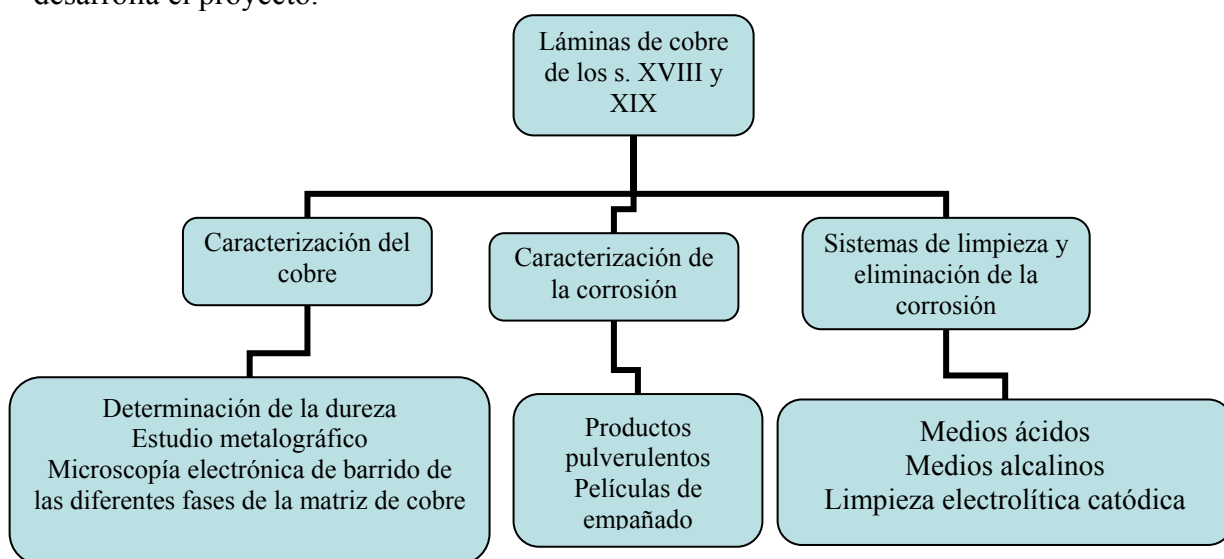 desarrolla el proyecto.
Láminas de cobre
de los s. XVIII y
XIX
Caracterización del
cobre
Caracterización de
la corrosión
Sistemas de limpieza y
eliminación de la
corrosión
Determinación de la dureza
Estudio metalográfico
Microscopía electrónica de barrido de
las diferentes fases de la matriz de cobre
Productos
pulverulentos
Películas de
empañado
Medios ácidos
Medios alcalinos
Limpieza electrolítica catódica